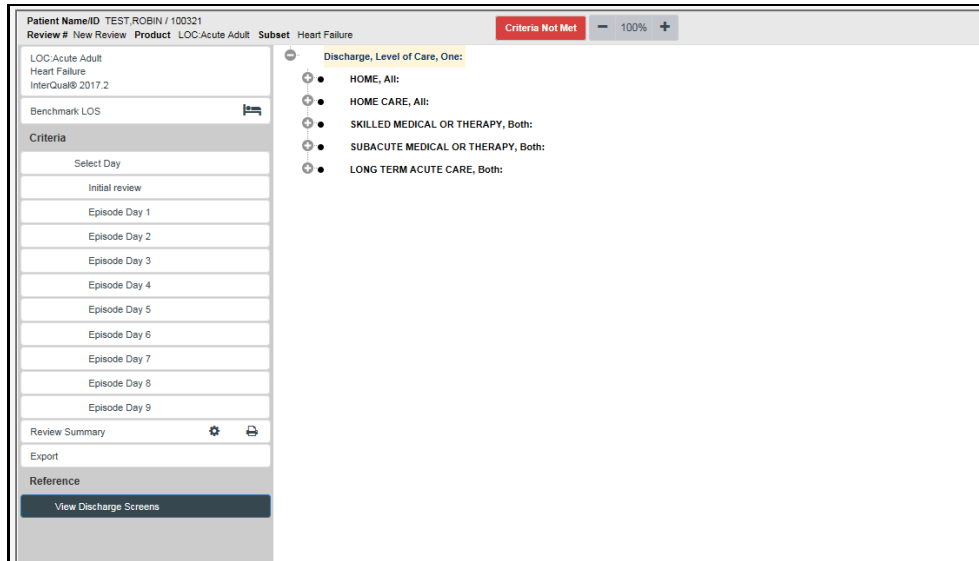 Patient Name/ID TEST,ROBIN / 100321
Review # New Review Product LOC:Acute Adult Subset Heart Failure
Criteria Not Met
100%
LOC:Acute Adult
Heart Failure
InterQual® 2017.2
Benchmark LOS
Criteria
Select Day
Initial review
Episode Day 1
Episode Day 2
Episode Day 3
Episode Day 4
Episode Day 5
Episode Day 6
Episode Day 7
Episode Day 8
Episode Day 9
Review Summary
Export
Reference
View Discharge Screens
Discharge, Level of Care, One:
HOME, All:
HOME CARE, All:
SKILLED MEDICAL OR THERAPY, Both:
SUBACUTE MEDICAL OR THERAPY, Both:
LONG TERM ACUTE CARE, Both: